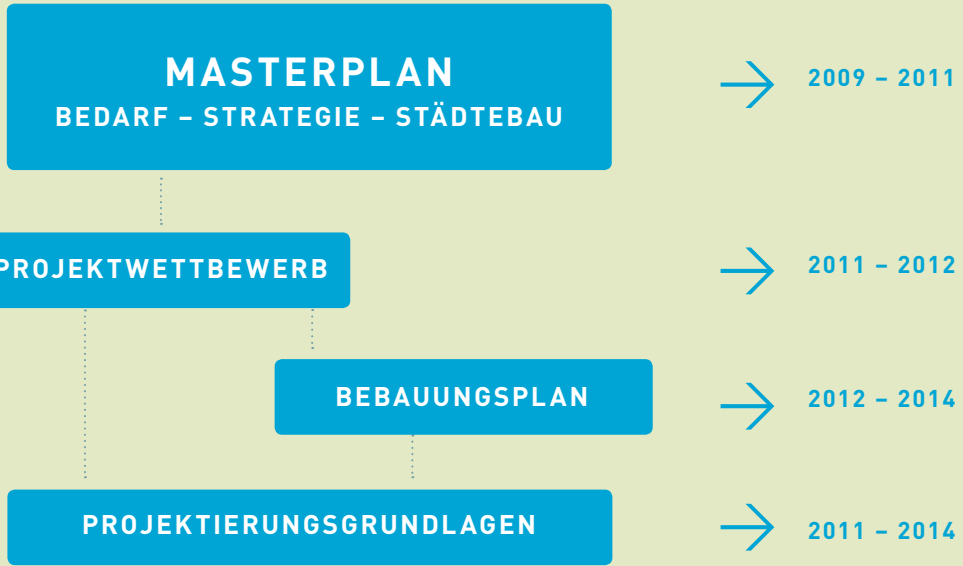 MASTERPLAN
BEDARF – STRATEGIE – STÄDTEBAU
2009 – 2011
PROJEKTWETTBEWERB
2011 – 2012
BEBAUUNGSPLAN
2012 – 2014
PROJEKTIERUNGSGRUNDLAGEN
2011 – 2014